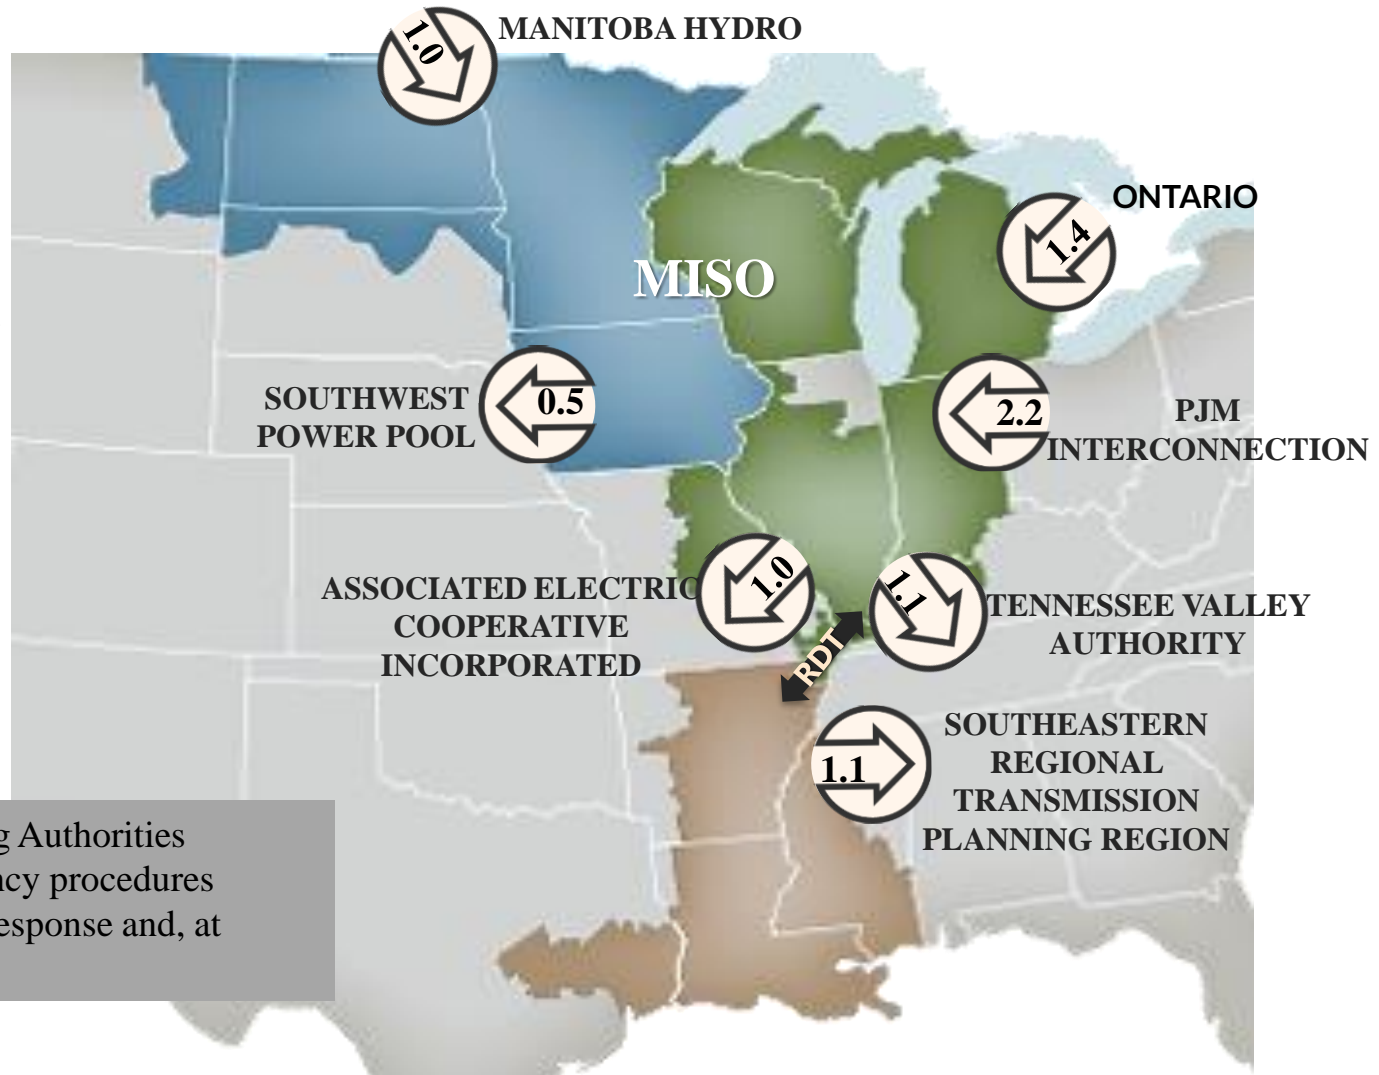 1.0
MANITOBA HYDRO
ONTARIO
1.4
MISO
SOUTHWEST
POWER POOL
0.5
2.2
PJM
INTERCONNECTION
ASSOCIATED ELECTRIC
COOPERATIVE
INCORPORATED
1.0
1.1
TENNESSEE VALLEY
AUTHORITY
RDT
1.1
SOUTHEASTERN
REGIONAL
TRANSMISSION
PLANNING REGION
Authorities
procedures
and, at